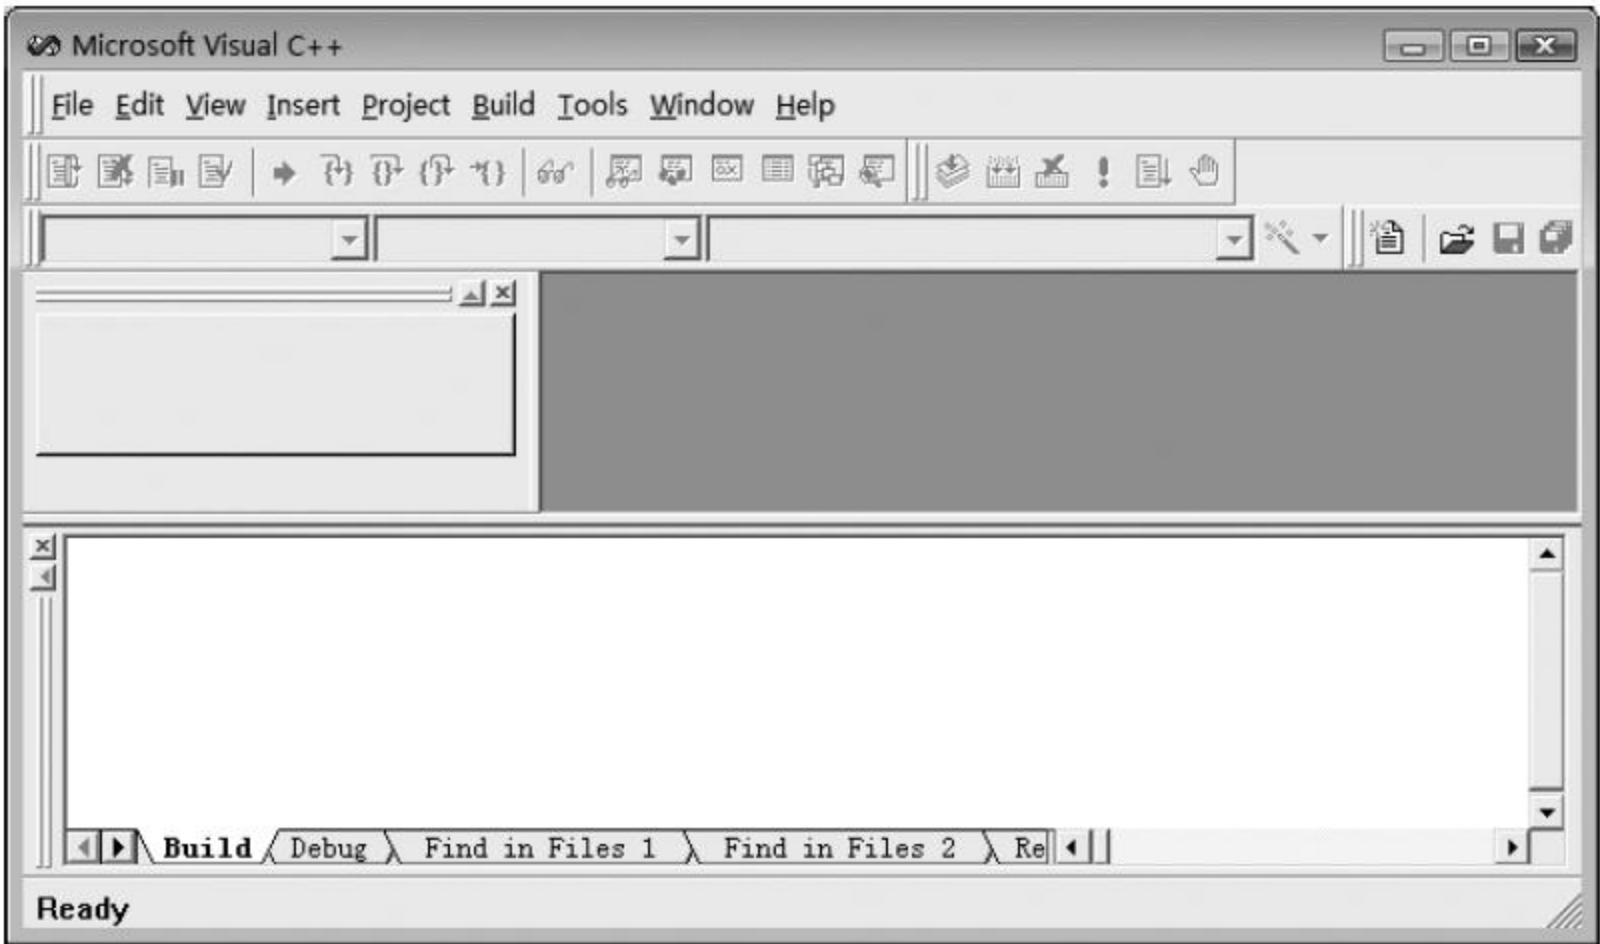 Microsoft Visual C++
File Edit View Insert Project Build Tools Window Help
Build Debug Find in Files 1 Find in Files 2 Re
Ready